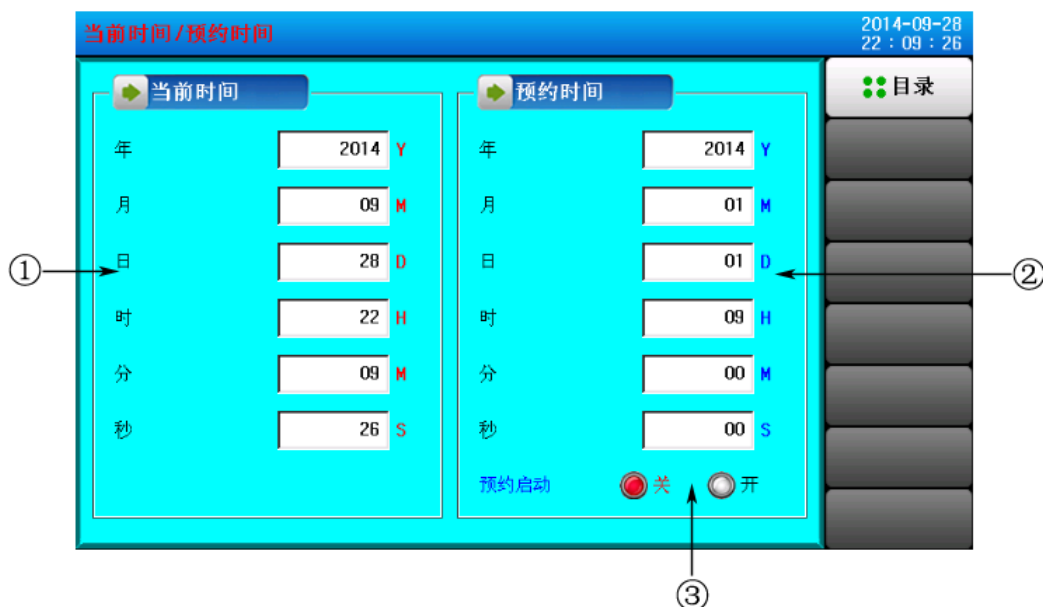 当前时间/预约时间
2014-09-28
22 : 09 : 26
目录
当前时间
年 2014 Y
月 09 M
日 28 D
时 22 H
分 09 M
秒 26 S
预约时间
年 2014 Y
月 01 M
日 01 D
时 09 H
分 00 M
秒 00 S
预约启动 关 开
①
②
③